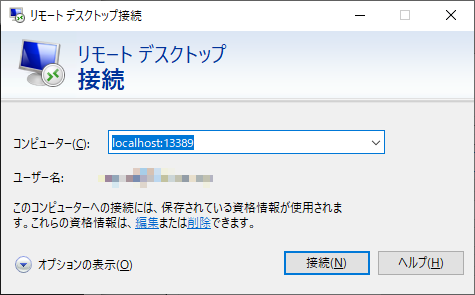 リモート デスクトップ接続
リモート デスクトップ
接続
コンピューター(C):
localhost:13389
ユーザー名:
このコンピューターへの接続には、保存されている資格情報が使用されま
す。これらの資格情報は、編集または削除できます。
オプションの表示(O)
接続(N)
ヘルプ(H)